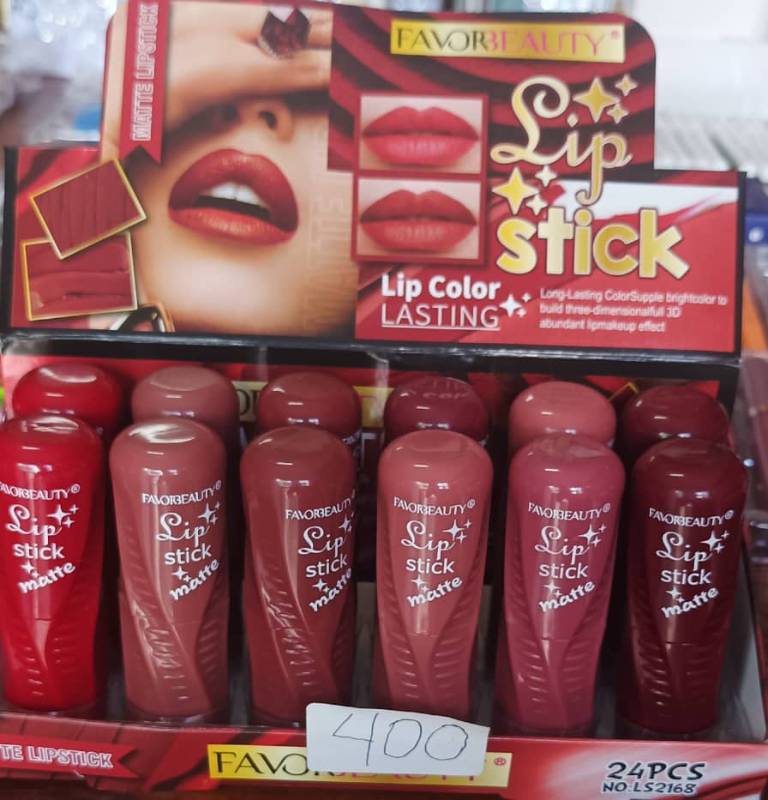 MATTE LIPSTICK
FAVORBEAUTY®
Lip
stick
Lip Color
LASTING
Long-Lasting ColorSupple brightcolor to
build three-dimensionalfull 3D
abundant lipmakeup effect
FAVORBEAUTY®
Lip
stick
matte
FAVORBEAUTY®
Lip
stick
matte
FAVORBEAUTY®
Lip
stick
matte
FAVORBEAUTY®
Lip
stick
matte
FAVORBEAUTY®
Lip
stick
matte
FAVORBEAUTY®
Lip
stick
matte
400
TE LIPSTICK
FAVORBEAUTY®
24PCS
NO.LS2168